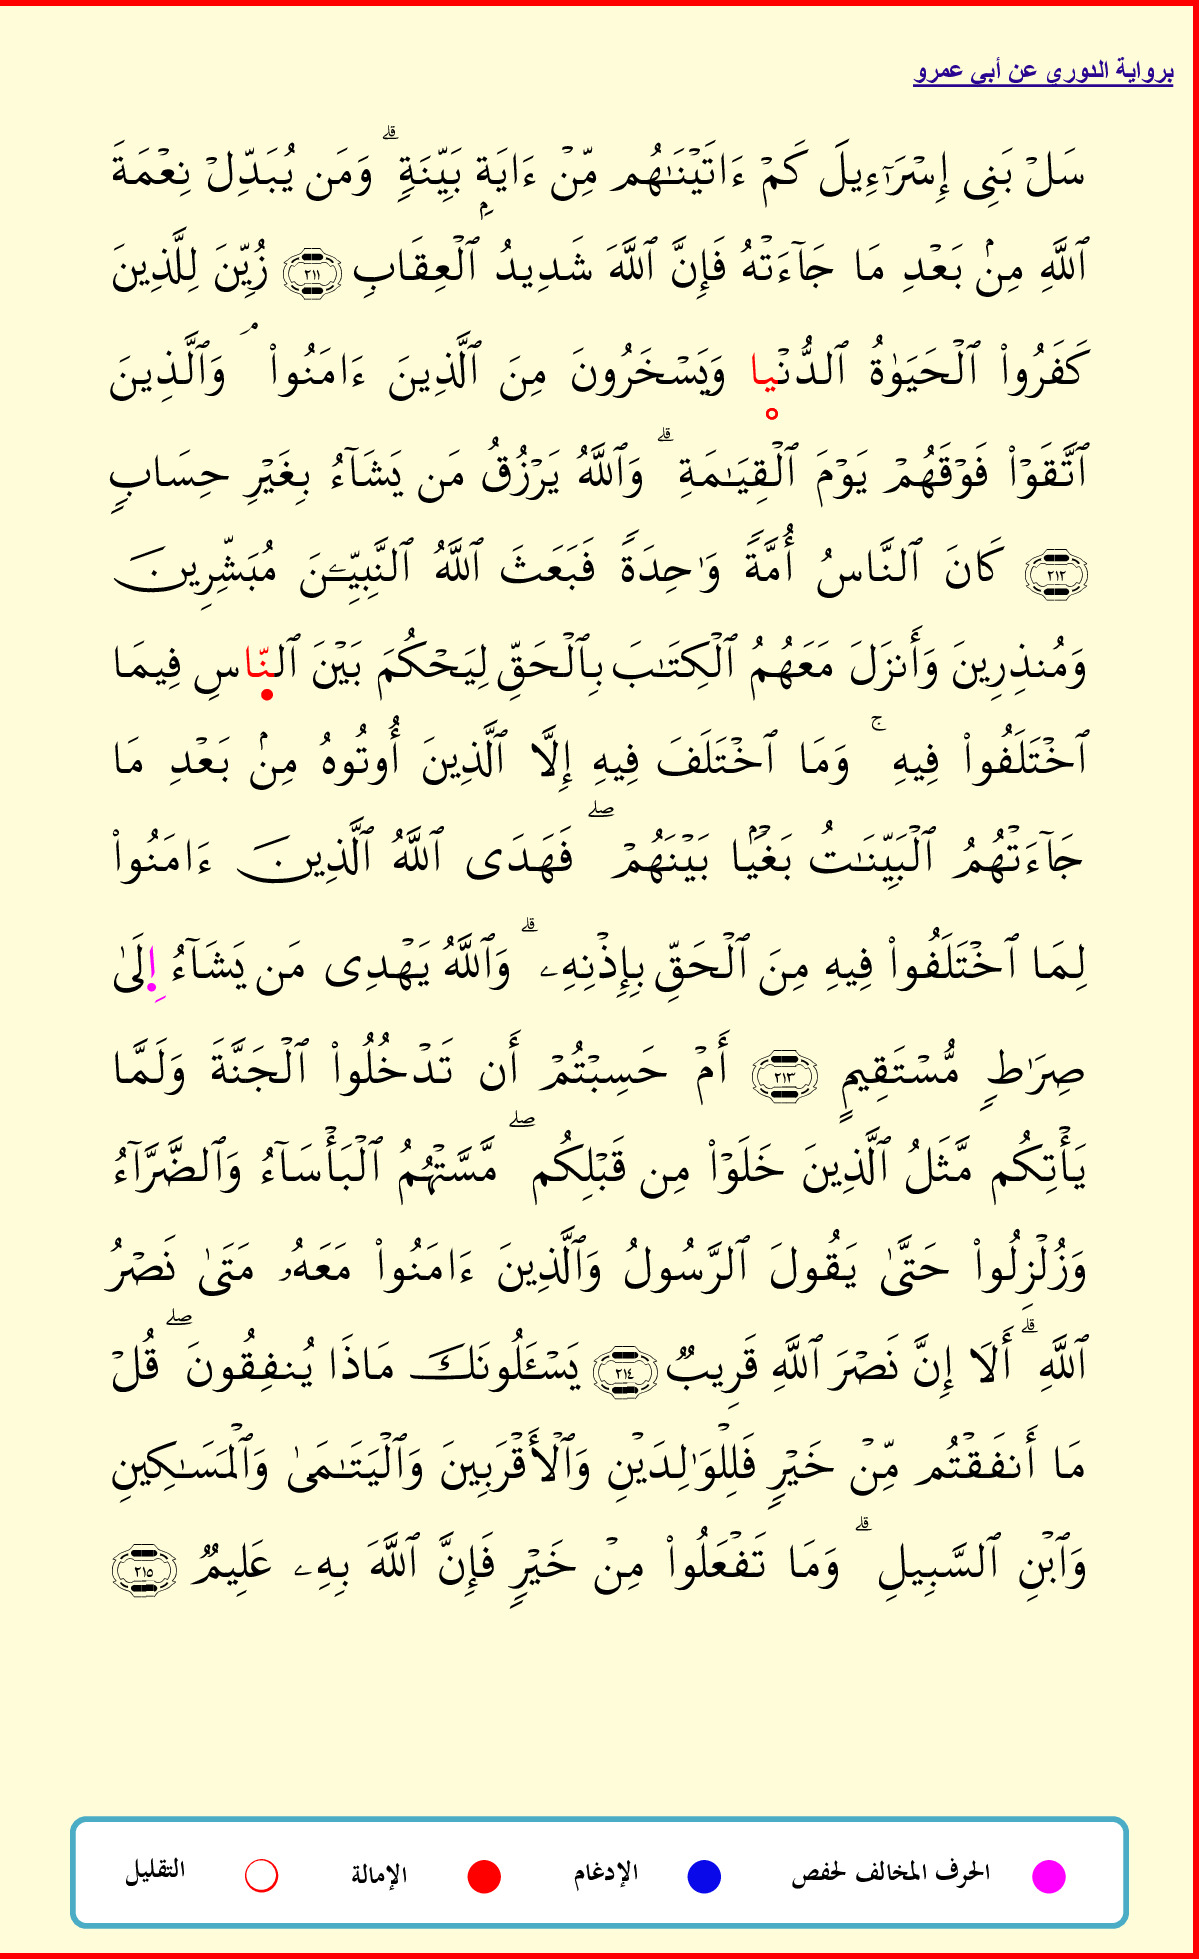 برواية الدوري عن أبي عمرو
سَلْ بَنِى إِسْرَٰٓءِيلَ كَمْ ءَاتَيْنَٰهُم مِّنْ ءَايَةِۭ بَيِّنَةٍۗ وَمَن يُبَدِّلْ نِعْمَةَ
ٱللَّهِ مِنۢ بَعْدِ مَا جَآءَتْهُ فَإِنَّ ٱللَّهَ شَدِيدُ ٱلْعِقَابِ ٢١١ زُيِّنَ لِلَّذِينَ
كَفَرُوا۟ ٱلْحَيَوٰةُ ٱلدُّنْيا وَيَسْخَرُونَ مِنَ ٱلَّذِينَ ءَامَنُوا۟ ۘ وَٱلَّذِينَ
ٱتَّقَوْا۟ فَوْقَهُمْ يَوْمَ ٱلْقِيَٰمَةِ ۗ وَٱللَّهُ يَرْزُقُ مَن يَشَآءُ بِغَيْرِ حِسَابٍ
٢١٢ كَانَ ٱلنَّاسُ أُمَّةً وَٰحِدَةً فَبَعَثَ ٱللَّهُ ٱلنَّبِيِّـۧنَ مُبَشِّرِينَ
وَمُنذِرِينَ وَأَنزَلَ مَعَهُمُ ٱلْكِتَٰبَ بِٱلْحَقِّ لِيَحْكُمَ بَيْنَ ٱلنّاسِ فِيمَا
ٱخْتَلَفُوا۟ فِيهِ ۚ وَمَا ٱخْتَلَفَ فِيهِ إِلَّا ٱلَّذِينَ أُوتُوهُ مِنۢ بَعْدِ مَا
جَآءَتْهُمُ ٱلْبَيِّنَٰتُ بَغْيًۢا بَيْنَهُمْ ۖ فَهَدَى ٱللَّهُ ٱلَّذِينَ ءَامَنُوا۟
لِمَا ٱخْتَلَفُوا۟ فِيهِ مِنَ ٱلْحَقِّ بِإِذْنِهِۦ ۗ وَٱللَّهُ يَهْدِى مَن يَشَآءُ اِ۬لَىٰ
صِرَٰطٍ مُّسْتَقِيمٍ ٢١٣ أَمْ حَسِبْتُمْ أَن تَدْخُلُوا۟ ٱلْجَنَّةَ وَلَمَّا
يَأْتِكُم مَّثَلُ ٱلَّذِينَ خَلَوْا۟ مِن قَبْلِكُم ۖ مَّسَّتْهُمُ ٱلْبَأْسَآءُ وَٱلضَّرَّآءُ
وَزُلْزِلُوا۟ حَتَّىٰ يَقُولَ ٱلرَّسُولُ وَٱلَّذِينَ ءَامَنُوا۟ مَعَهُۥ مَتَىٰ نَصْرُ
ٱللَّهِ ۗ أَلَا إِنَّ نَصْرَ ٱللَّهِ قَرِيبٌ ٢١٤ يَسْـَٔلُونَكَ مَاذَا يُنفِقُونَ ۖ قُلْ
مَا أَنفَقْتُم مِّنْ خَيْرٍ فَلِلْوَٰلِدَيْنِ وَٱلْأَقْرَبِينَ وَٱلْيَتَٰمَىٰ وَٱلْمَسَٰكِينِ
وَٱبْنِ ٱلسَّبِيلِ ۗ وَمَا تَفْعَلُوا۟ مِنْ خَيْرٍ فَإِنَّ ٱللَّهَ بِهِۦ عَلِيمٌ ٢١٥
الحرف المخالف لحفص الإدغام الإمالة التقليل